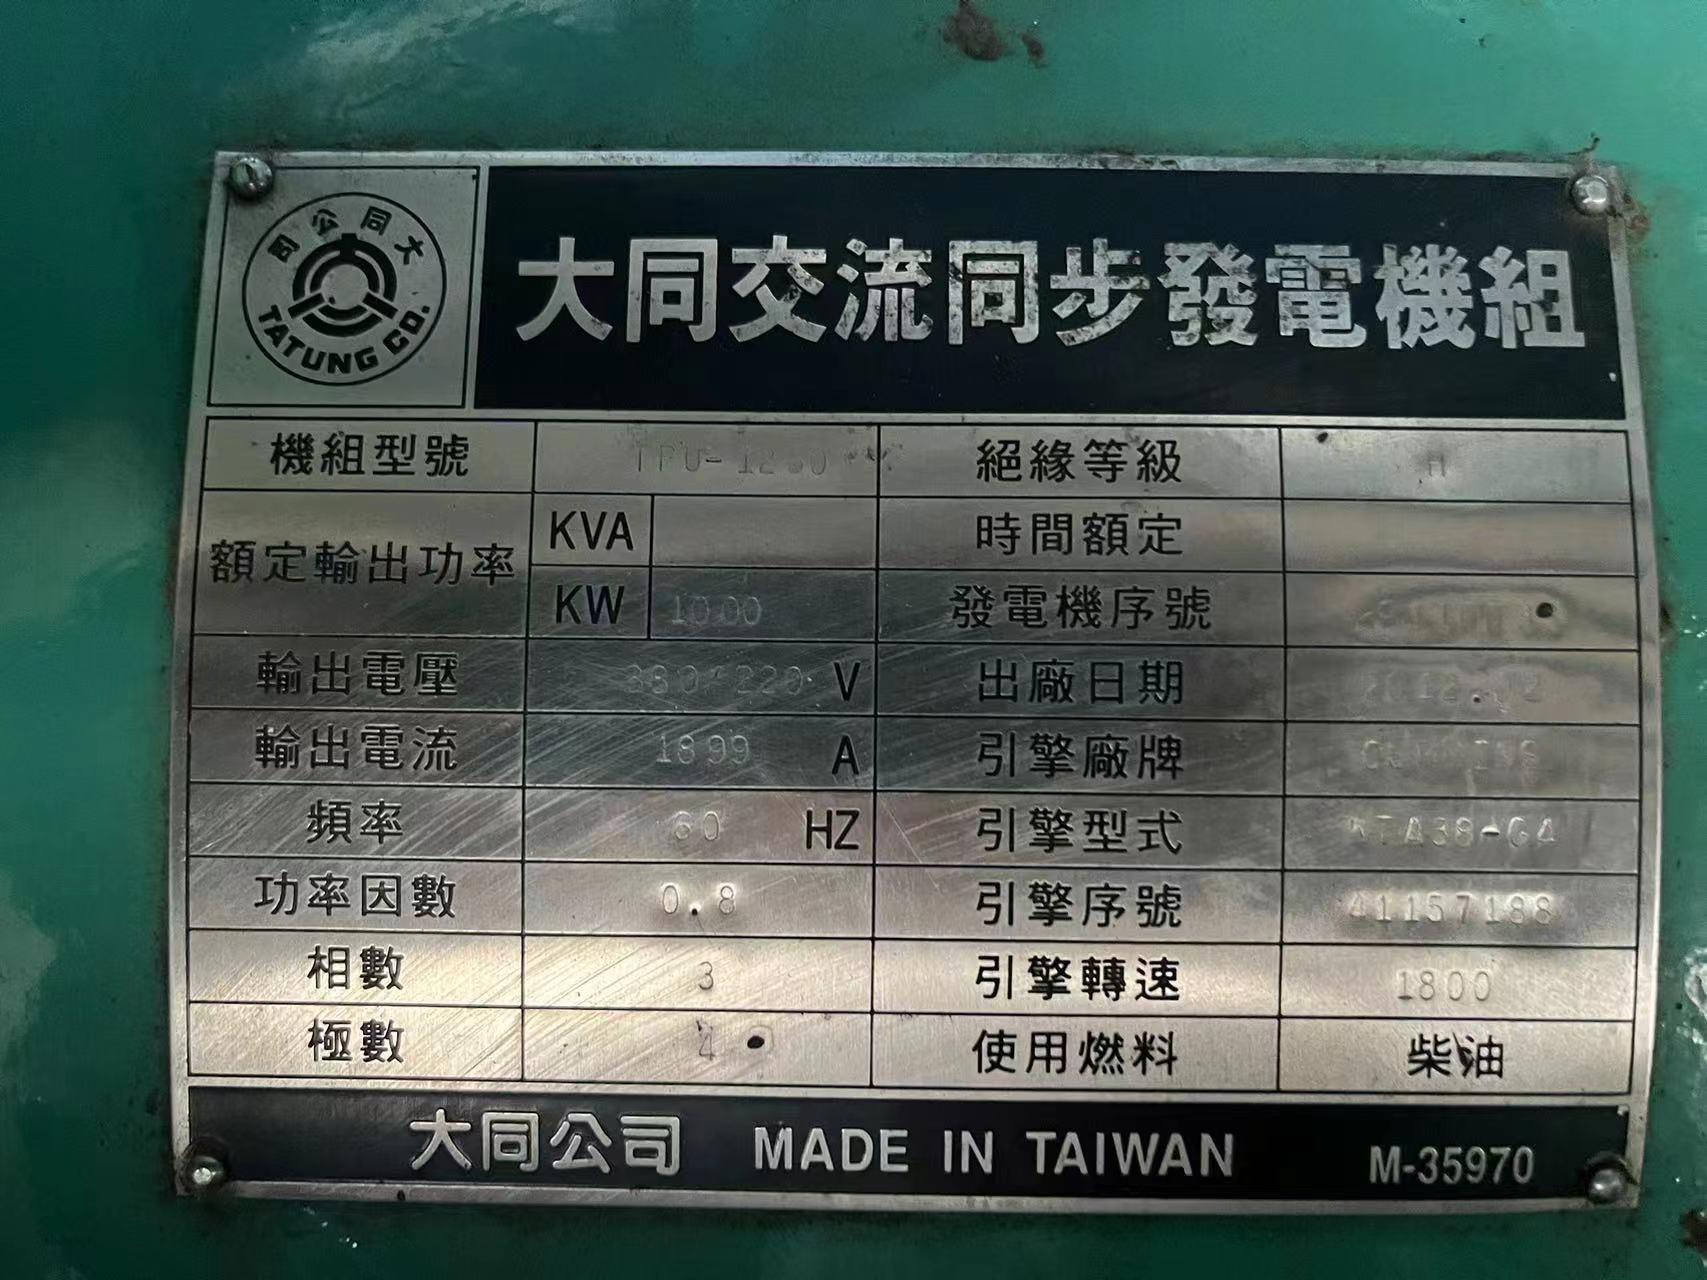 大同公司
TATUNG CO.
大同交流同步發電機組
機組型號 絕緣等級 H
額定輸出功率 KVA 時間額定
KW 1000 發電機序號
輸出電壓 380/220 V 出廠日期 2012.02
輸出電流 1899 A 引擎廠牌 CUMMINS
頻率 60 HZ 引擎型式 KTA38-G4
功率因數 0.8 引擎序號 41157188
相數 3 引擎轉速 1800
極數 4 使用燃料 柴油
大同公司 MADE IN TAIWAN M-35970